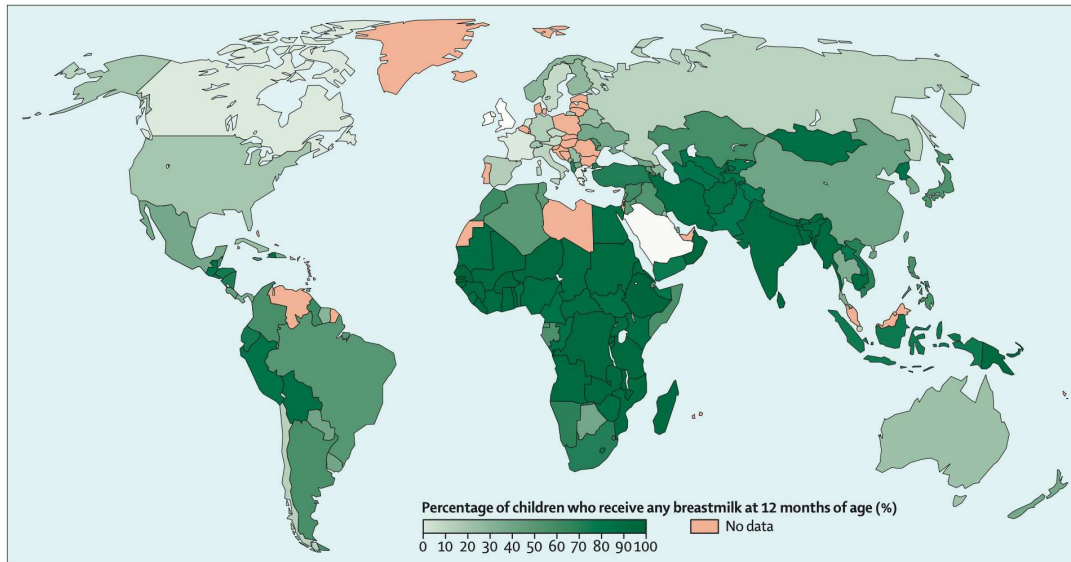 Percentage of children who receive any breastmilk at 12 months of age (%)
No data
0 10 20 30 40 50 60 70 80 90 100